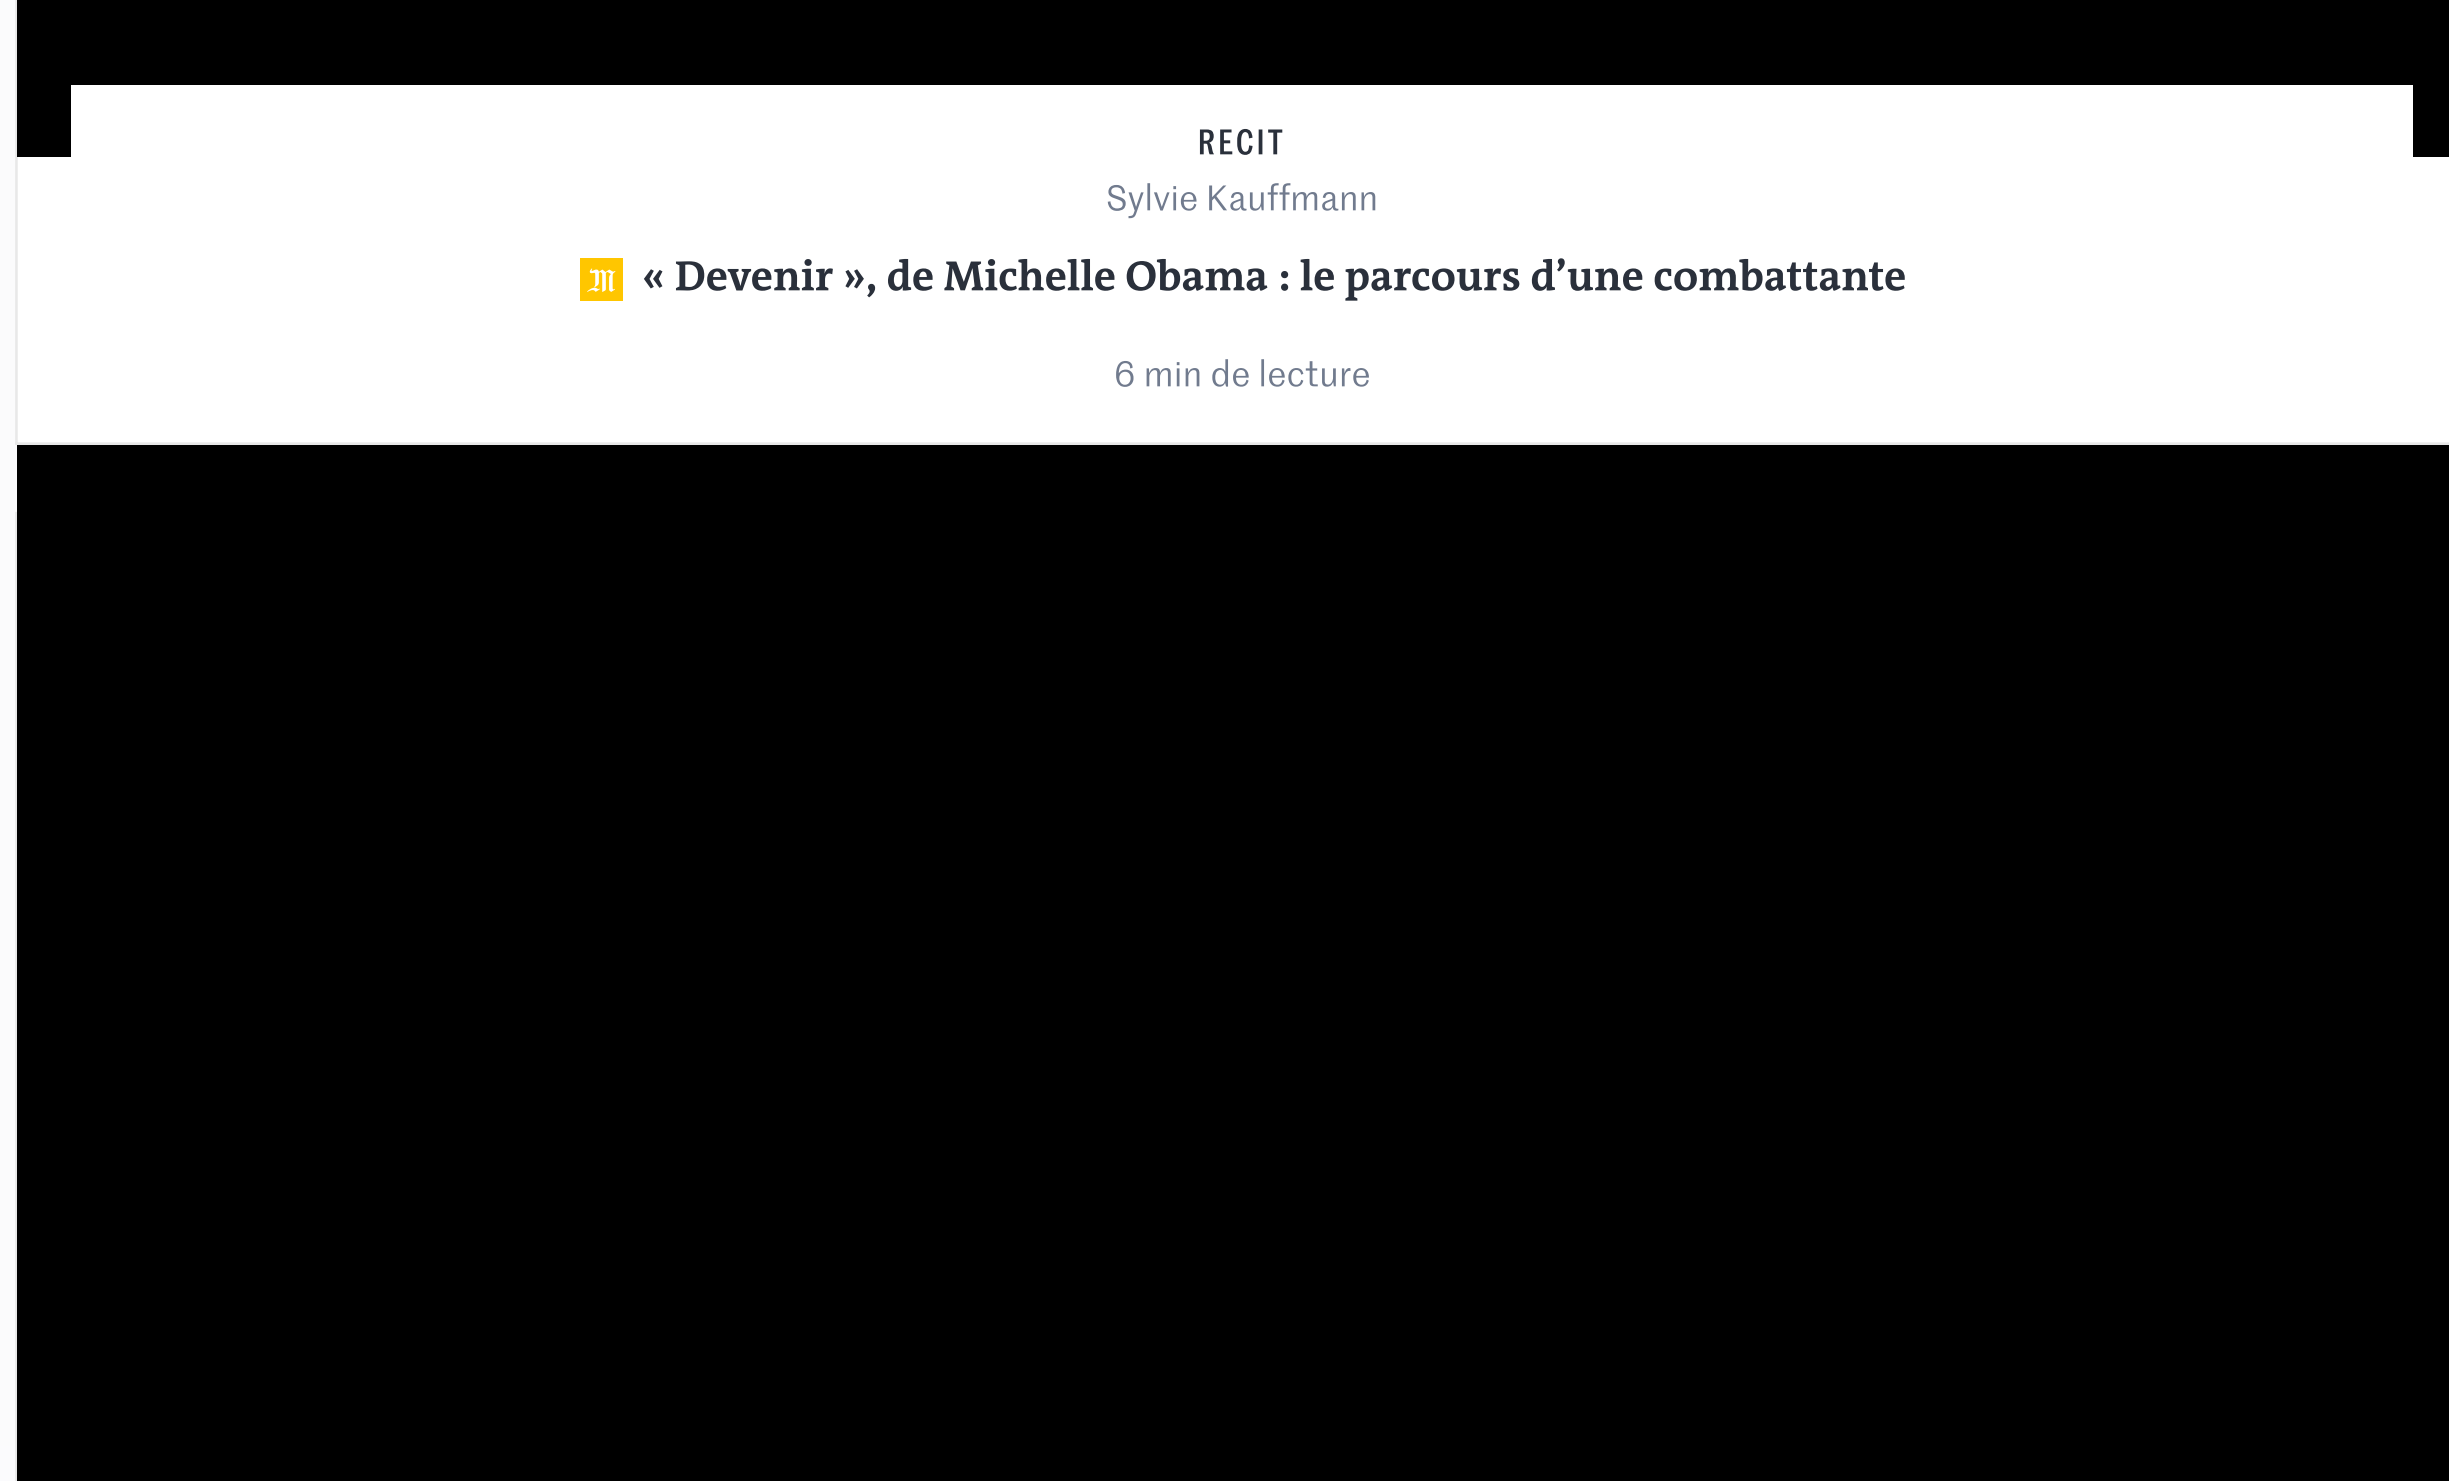 RECIT
Sylvie Kauffmann
M « Devenir », de Michelle Obama : le parcours d’une combattante
6 min de lecture